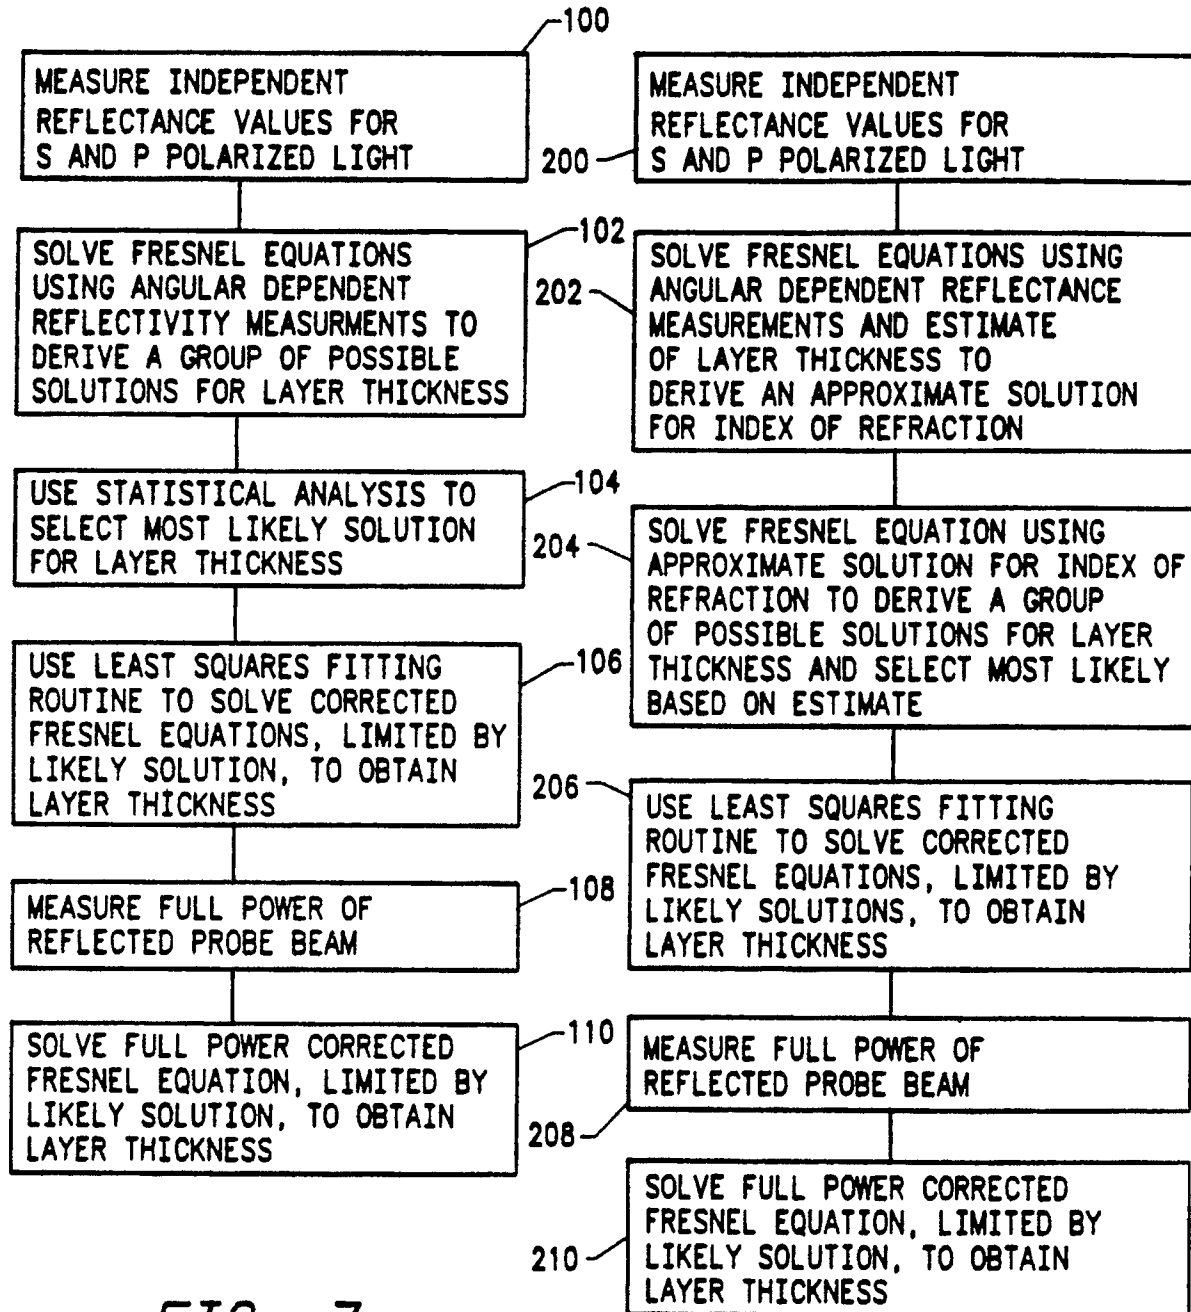 100
MEASURE INDEPENDENT
REFLECTANCE VALUES FOR
S AND P POLARIZED LIGHT
102
SOLVE FRESNEL EQUATIONS
USING ANGULAR DEPENDENT
REFLECTIVITY MEASURMENTS TO
DERIVE A GROUP OF POSSIBLE
SOLUTIONS FOR LAYER THICKNESS
104
USE STATISTICAL ANALYSIS TO
SELECT MOST LIKELY SOLUTION
FOR LAYER THICKNESS
106
USE LEAST SQUARES FITTING
ROUTINE TO SOLVE CORRECTED
FRESNEL EQUATIONS, LIMITED BY
LIKELY SOLUTION, TO OBTAIN
LAYER THICKNESS
108
MEASURE FULL POWER OF
REFLECTED PROBE BEAM
110
SOLVE FULL POWER CORRECTED
FRESNEL EQUATION, LIMITED BY
LIKELY SOLUTION, TO OBTAIN
LAYER THICKNESS
200
MEASURE INDEPENDENT
REFLECTANCE VALUES FOR
S AND P POLARIZED LIGHT
202
SOLVE FRESNEL EQUATIONS USING
ANGULAR DEPENDENT REFLECTANCE
MEASUREMENTS AND ESTIMATE
OF LAYER THICKNESS TO
DERIVE AN APPROXIMATE SOLUTION
FOR INDEX OF REFRACTION
204
SOLVE FRESNEL EQUATION USING
APPROXIMATE SOLUTION FOR INDEX OF
REFRACTION TO DERIVE A GROUP
OF POSSIBLE SOLUTIONS FOR LAYER
THICKNESS AND SELECT MOST LIKELY
BASED ON ESTIMATE
206
USE LEAST SQUARES FITTING
ROUTINE TO SOLVE CORRECTED
FRESNEL EQUATIONS, LIMITED BY
LIKELY SOLUTIONS, TO OBTAIN
LAYER THICKNESS
208
MEASURE FULL POWER OF
REFLECTED PROBE BEAM
210
SOLVE FULL POWER CORRECTED
FRESNEL EQUATION, LIMITED BY
LIKELY SOLUTION, TO OBTAIN
LAYER THICKNESS